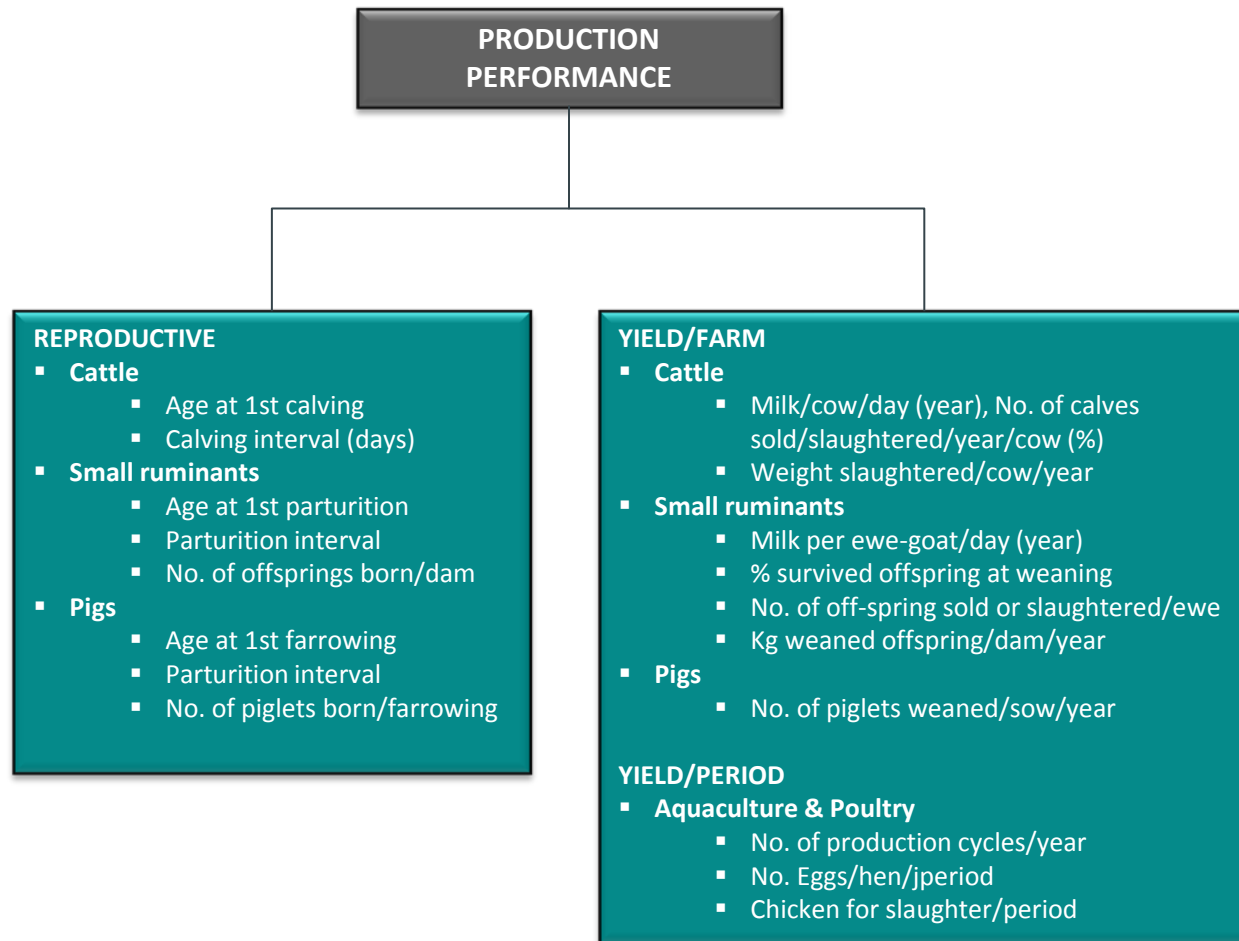 PRODUCTION
PERFORMANCE
REPRODUCTIVE
▪ Cattle
▪ Age at 1st calving
▪ Calving interval (days)
▪ Small ruminants
▪ Age at 1st parturition
▪ Parturition interval
▪ No. of offsprings born/dam
▪ Pigs
▪ Age at 1st farrowing
▪ Parturition interval
▪ No. of piglets born/farrowing
YIELD/FARM
▪ Cattle
▪ Milk/cow/day (year), No. of calves
sold/slaughtered/year/cow (%)
▪ Weight slaughtered/cow/year
▪ Small ruminants
▪ Milk per ewe-goat/day (year)
▪ % survived offspring at weaning
▪ No. of off-spring sold or slaughtered/ewe
▪ Kg weaned offspring/dam/year
▪ Pigs
▪ No. of piglets weaned/sow/year
YIELD/PERIOD
▪ Aquaculture & Poultry
▪ No. of production cycles/year
▪ No. Eggs/hen/jperiod
▪ Chicken for slaughter/period